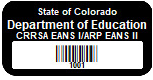 State of Colorado
Department of Education
CRRSA EANS I/ARP EANS II
1001